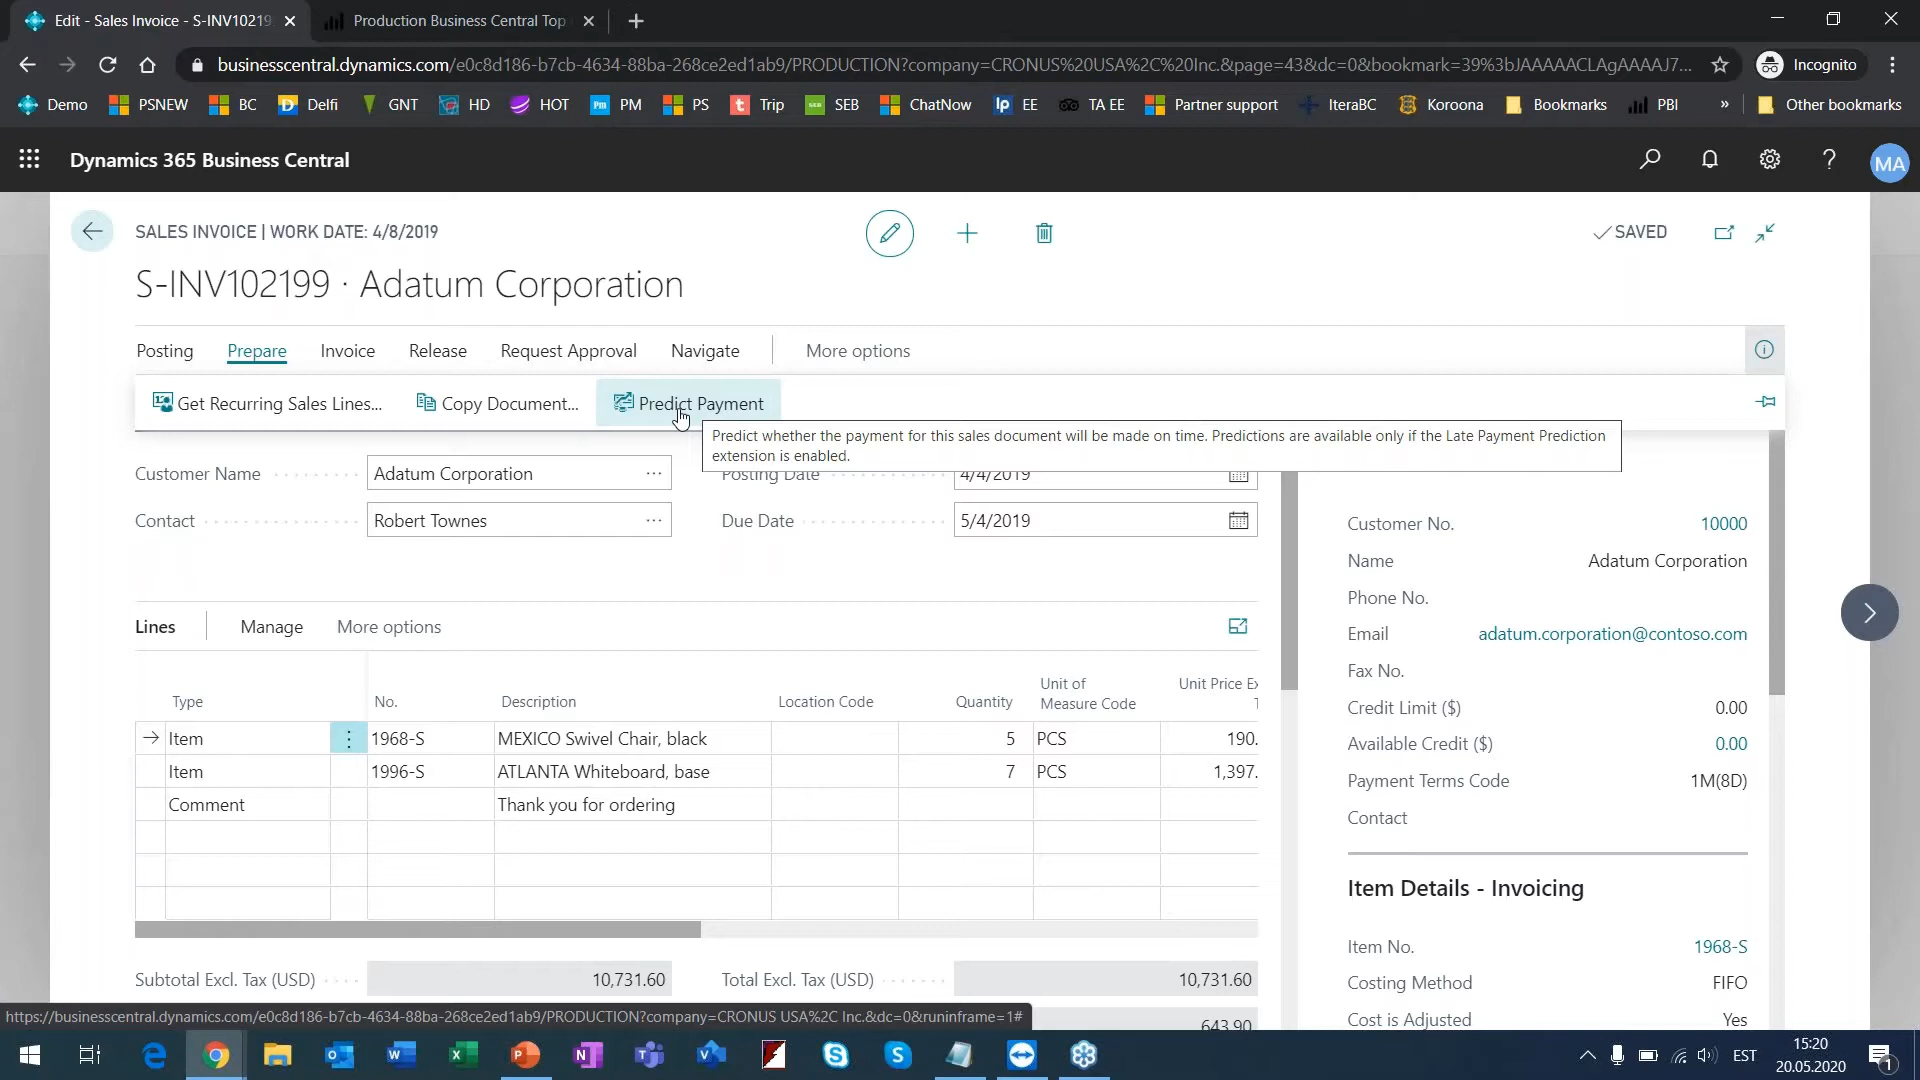 Edit - Sales Invoice - S-INV10219
Production Business Central Top
businesscentral.dynamics.com/e0c8d186-b7cb-4634-88ba-268ce2ed1ab9/PRODUCTION?company=CRONUS%20USA%2C%20Inc.&page=43&dc=0&bookmark=39%3bJAAAAACLAgAAAAJ7...
Incognito
Demo PSNEW BC Delfi GNT HD HOT PM PS Trip SEB ChatNow EE TA EE Partner support IteraBC Koroona Bookmarks PBI » Other bookmarks
Dynamics 365 Business Central
MA
SALES INVOICE | WORK DATE: 4/8/2019
SAVED
S-INV102199 · Adatum Corporation
Posting Prepare Invoice Release Request Approval Navigate More options
Get Recurring Sales Lines... Copy Document... Predict Payment
Predict whether the payment for this sales document will be made on time. Predictions are available only if the Late Payment Prediction
extension is enabled.
Customer Name Adatum Corporation ··· Posting Date 4/4/2019
Contact Robert Townes ··· Due Date 5/4/2019
Lines Manage More options
Type No. Description Location Code Quantity Unit of Measure Code Unit Price Ex
Item 1968-S MEXICO Swivel Chair, black 5 PCS 190.
Item 1996-S ATLANTA Whiteboard, base 7 PCS 1,397.
Comment Thank you for ordering
Subtotal Excl. Tax (USD) 10,731.60 Total Excl. Tax (USD) 10,731.60
643.90
Customer No. 10000
Name Adatum Corporation
Phone No.
Email adatum.corporation@contoso.com
Fax No.
Credit Limit ($) 0.00
Available Credit ($) 0.00
Payment Terms Code 1M(8D)
Contact
Item Details - Invoicing
Item No. 1968-S
Costing Method FIFO
Cost is Adjusted Yes
https://businesscentral.dynamics.com/e0c8d186-b7cb-4634-88ba-268ce2ed1ab9/PRODUCTION?company=CRONUS USA%2C Inc.&dc=0&runinframe=1#
EST
15:20
20.05.2020
1